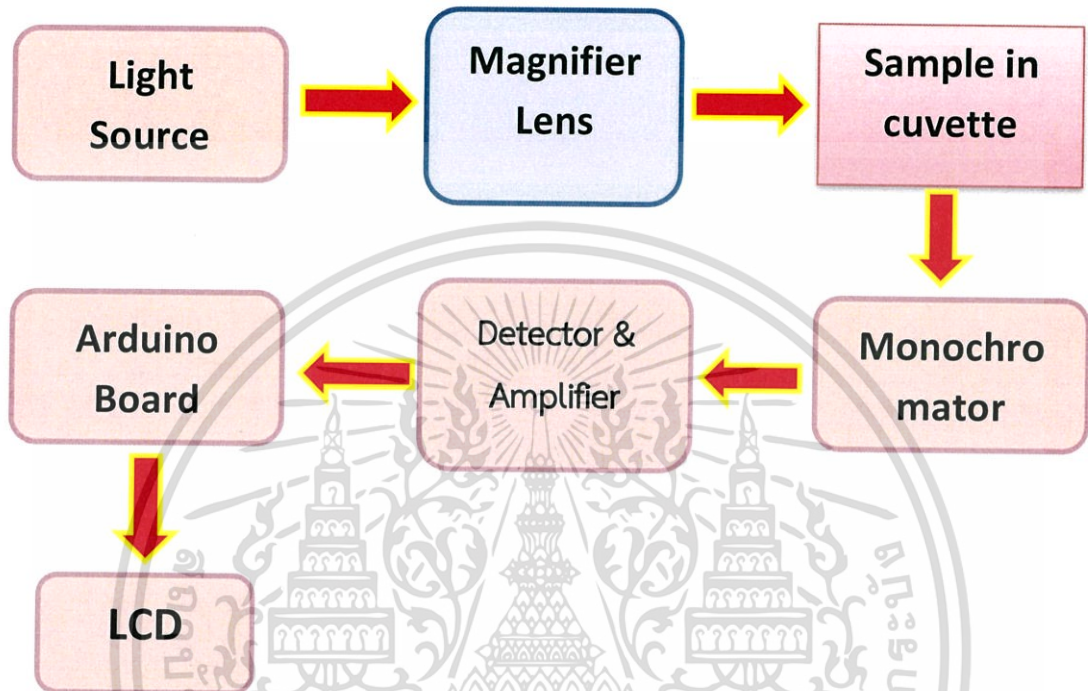 Light
Source
Magnifier
Lens
Sample in
cuvette
Monochro
mator
Detector &
Amplifier
Arduino
Board
LCD